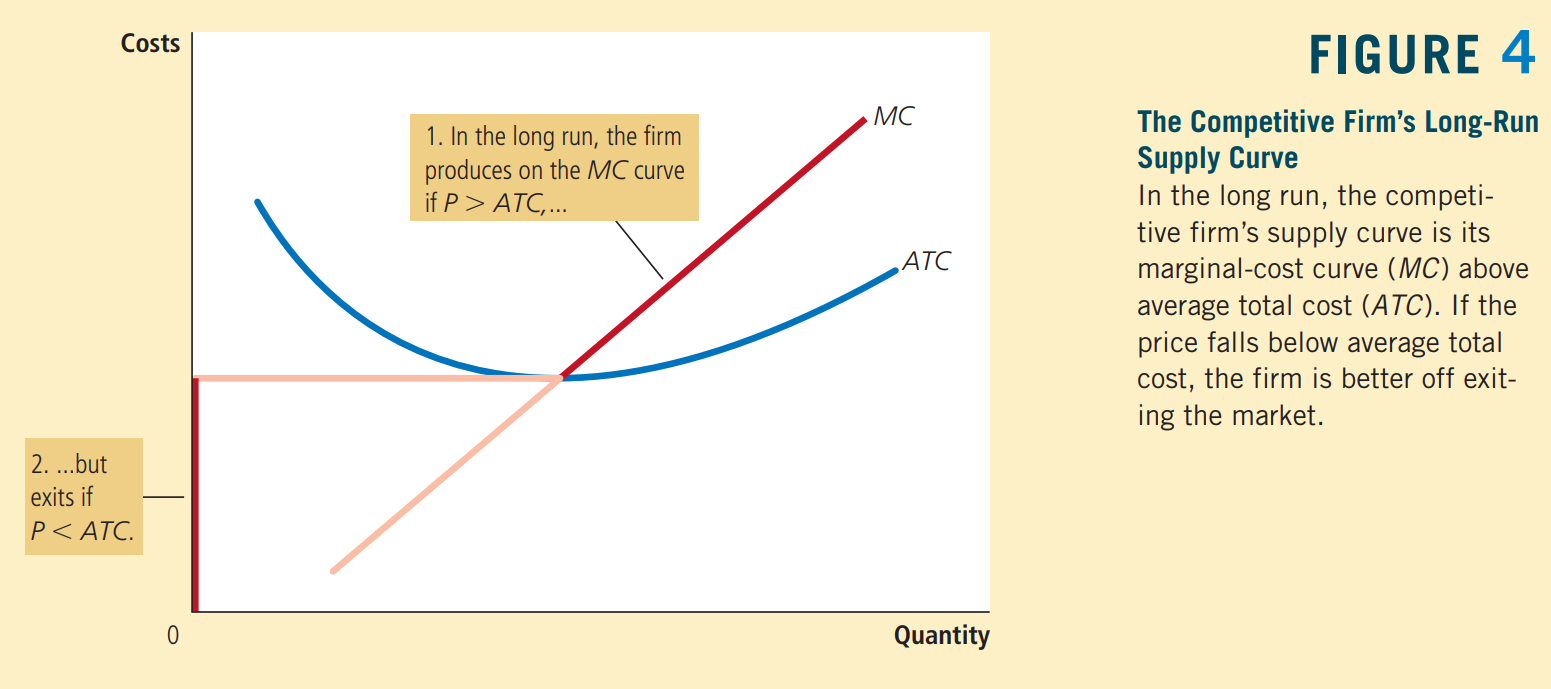 Costs
MC
1. In the long run, the firm
produces on the MC curve
if P > ATC,...
ATC
2. ...but
exits if
P < ATC.
0
Quantity
FIGURE 4
The Competitive Firm’s Long-Run
Supply Curve
In the long run, the competi-
tive firm’s supply curve is its
marginal-cost curve (MC) above
average total cost (ATC). If the
price falls below average total
cost, the firm is better off exit-
ing the market.